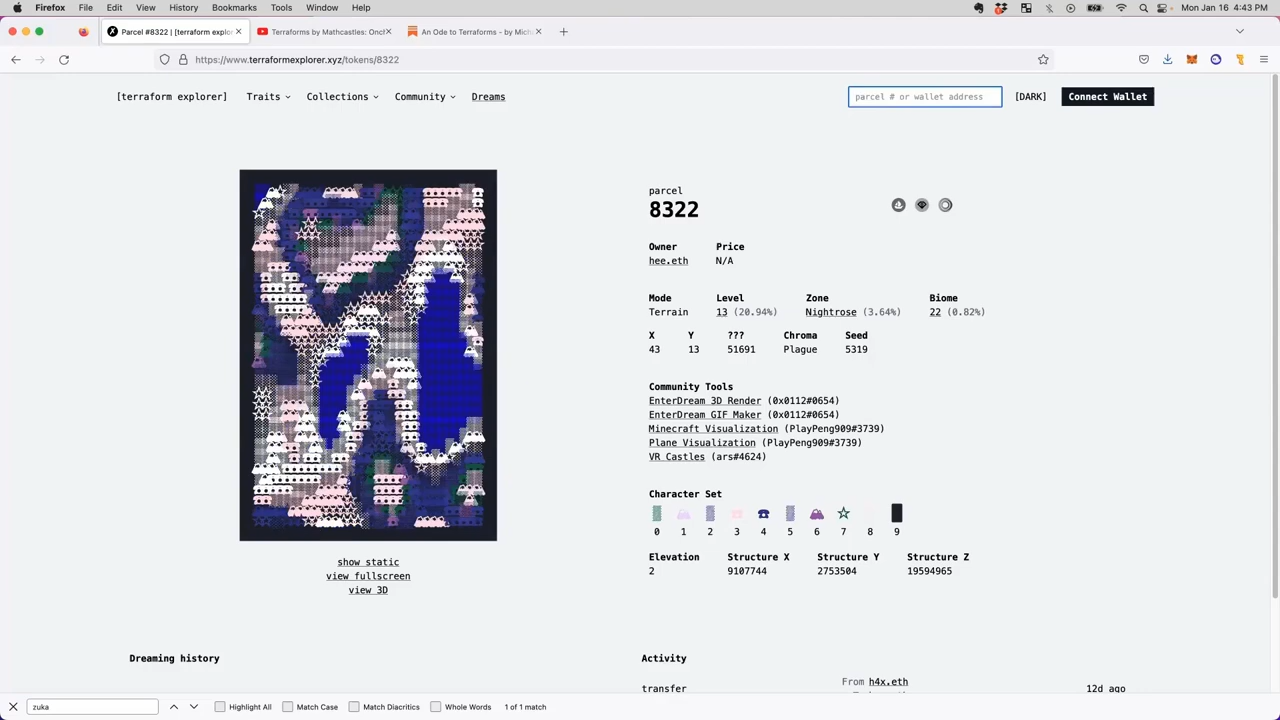 Firefox File Edit View History Bookmarks Tools Window Help Mon Jan 16 4:43 PM
Parcel #8322 | [terraform explor
Terraforms by Mathcastles: Oncl
An Ode to Terraforms - by Mich
https://www.terraformexplorer.xyz/tokens/8322
[terraform explorer] Traits Collections Community Dreams parcel # or wallet address [DARK] Connect Wallet
parcel
8322
Owner Price
hee.eth N/A
Mode Level Zone Biome
Terrain 13 (20.94%) Nightrose (3.64%) 22 (0.82%)
X Y ??? Chroma Seed
43 13 51691 Plague 5319
Community Tools
EnterDream 3D Render (0x0112#0654)
EnterDream GIF Maker (0x0112#0654)
Minecraft Visualization (PlayPeng909#3739)
Plane Visualization (PlayPeng909#3739)
VR Castles (ars#4624)
Character Set
0 1 2 3 4 5 6 7 8 9
Elevation Structure X Structure Y Structure Z
2 9107744 2753504 19594965
show static
view fullscreen
view 3D
Dreaming history
Activity
transfer From h4x.eth 12d ago
zuka Highlight All Match Case Match Diacritics Whole Words 1 of 1 match